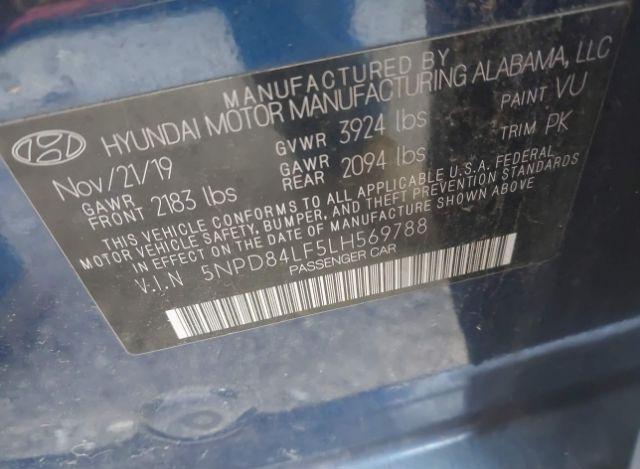 MANUFACTURED BY
HYUNDAI MOTOR MANUFACTURING ALABAMA, LLC
Nov/21/19 GVWR 3924 lbs PAINT VU
GAWR FRONT 2183 lbs GAWR REAR 2094 lbs TRIM PK
THIS VEHICLE CONFORMS TO ALL APPLICABLE U.S.A. FEDERAL
MOTOR VEHICLE SAFETY, BUMPER, AND THEFT PREVENTION STANDARDS
IN EFFECT ON THE DATE OF MANUFACTURE SHOWN ABOVE
V.I.N 5NPD84LF5LH569788
PASSENGER CAR